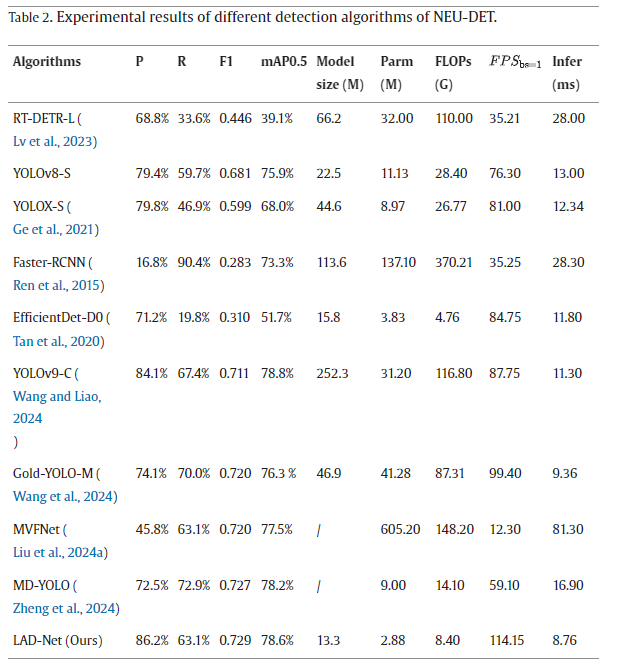 Table 2. Experimental results of different detection algorithms of NEU-DET.
Algorithms P R F1 mAP0.5 Model size (M) Parm (M) FLOPs (G) FPSbs=1 Infer (ms)
RT-DETR-L ( 68.8% 33.6% 0.446 39.1% 66.2 32.00 110.00 35.21 28.00
Lv et al., 2023)
YOLOv8-S 79.4% 59.7% 0.681 75.9% 22.5 11.13 28.40 76.30 13.00
YOLOX-S ( 79.8% 46.9% 0.599 68.0% 44.6 8.97 26.77 81.00 12.34
Ge et al., 2021)
Faster-RCNN ( 16.8% 90.4% 0.283 73.3% 113.6 137.10 370.21 35.25 28.30
Ren et al., 2015)
EfficientDet-D0 ( 71.2% 19.8% 0.310 51.7% 15.8 3.83 4.76 84.75 11.80
Tan et al., 2020)
YOLOv9-C ( 84.1% 67.4% 0.711 78.8% 252.3 31.20 116.80 87.75 11.30
Wang and Liao,
2024
)
Gold-YOLO-M ( 74.1% 70.0% 0.720 76.3 % 46.9 41.28 87.31 99.40 9.36
Wang et al., 2024)
MVFNet ( 45.8% 63.1% 0.720 77.5% / 605.20 148.20 12.30 81.30
Liu et al., 2024a)
MD-YOLO ( 72.5% 72.9% 0.727 78.2% / 9.00 14.10 59.10 16.90
Zheng et al., 2024)
LAD-Net (Ours) 86.2% 63.1% 0.729 78.6% 13.3 2.88 8.40 114.15 8.76